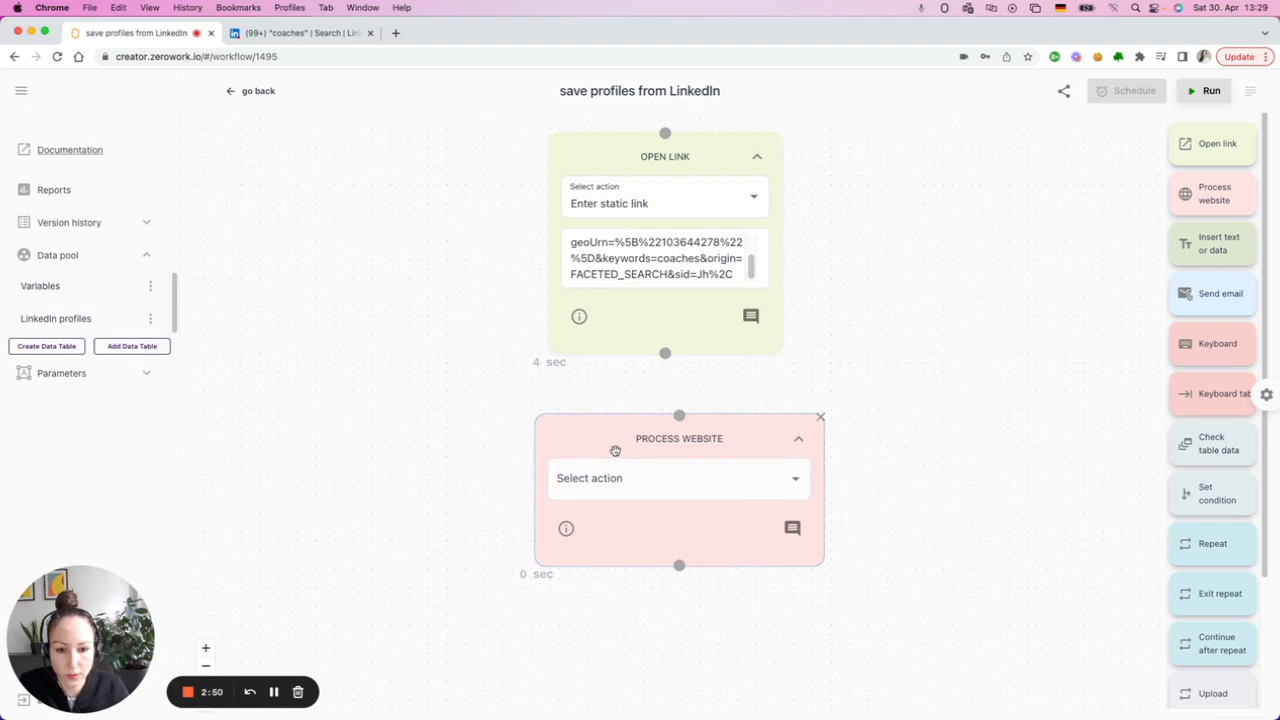 Chrome File Edit View History Bookmarks Profiles Tab Window Help
Sat 30. Apr 13:29
save profiles from LinkedIn
(99+) "coaches" | Search | Lin
creator.zerowork.io/#/workflow/1495
Update
go back
save profiles from LinkedIn
Schedule
Run
Documentation
Reports
Version history
Data pool
Variables
LinkedIn profiles
Create Data Table
Add Data Table
Parameters
OPEN LINK
Select action
Enter static link
geoUrn=%5B%22103644278%22
%5D&keywords=coaches&origin=
FACETED_SEARCH&sid=Jh%2C
4 sec
PROCESS WEBSITE
Select action
0 sec
Open link
Process
website
Insert text
or data
Send email
Keyboard
Keyboard tab
Check
table data
Set
condition
Repeat
Exit repeat
Continue
after repeat
Upload
+
−
2:50